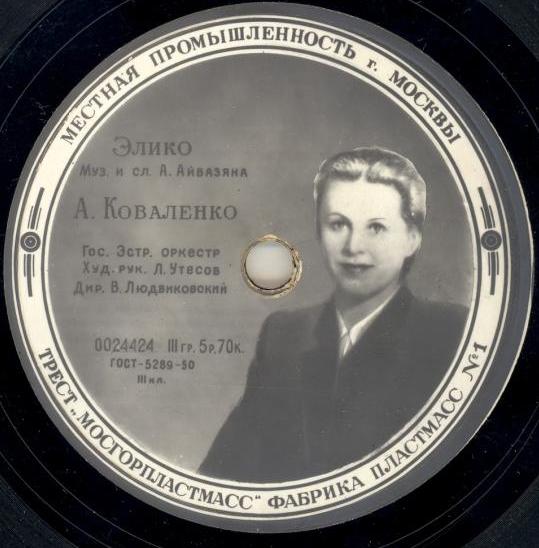 МЕСТНАЯ ПРОМЫШЛЕННОСТЬ г. МОСКВЫ
Элико
Муз. и сл. А. Айвазяна
А. Коваленко
Гос. Эстр. оркестр
Худ. рук. Л. Утесов
Дир. В. Людвиковский
0024424 III гр. 5р. 70к.
ГОСТ-5289-50
III кл.
ТРЕСТ „МОСГОРПЛАСТМАСС“ ФАБРИКА ПЛАСТМАСС №1